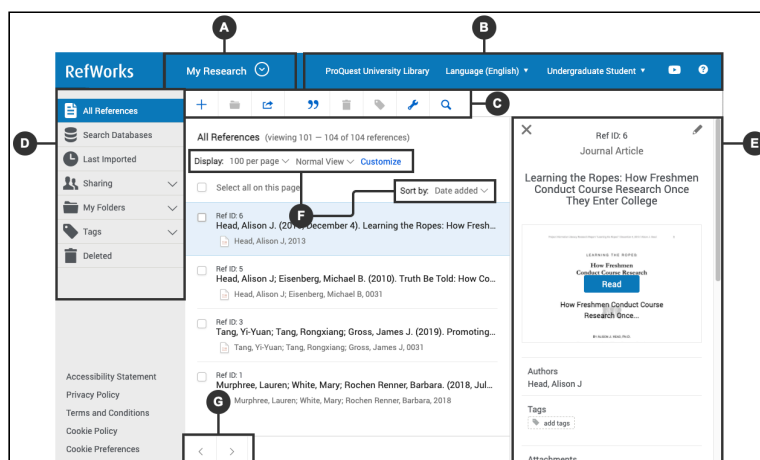 A
B
RefWorks
My Research
ProQuest University Library
Language (English)
Undergraduate Student
?
C
D
E
All References
Search Databases
Last Imported
Sharing
My Folders
Tags
Deleted
All References (viewing 101 — 104 of 104 references)
Display: 100 per page Normal View Customize
Select all on this page
Sort by: Date added
F
Ref ID: 6
Head, Alison J. (201 December 4). Learning the Ropes: How Fresh...
Head, Alison J, 2013
Ref ID: 5
Head, Alison J; Eisenberg, Michael B. (2010). Truth Be Told: How Co...
Head, Alison J; Eisenberg, Michael B, 0031
Ref ID: 3
Tang, Yi-Yuan; Tang, Rongxiang; Gross, James J. (2019). Promoting...
Tang, Yi-Yuan; Tang, Rongxiang; Gross, James J, 0031
Ref ID: 1
Murphree, Lauren; White, Mary; Rochen Renner, Barbara. (2018, Jul...
Murphree, Lauren; White, Mary; Rochen Renner, Barbara, 2018
G
Accessibility Statement
Privacy Policy
Terms and Conditions
Cookie Policy
Cookie Preferences
Ref ID: 6
Journal Article
Learning the Ropes: How Freshmen
Conduct Course Research Once
They Enter College
LEARNING THE ROPES
How Freshmen
Conduct Course Research
Read
How Freshmen Conduct Course
Research Once...
BY ALISON J. HEAD, PH.D.
Authors
Head, Alison J
Tags
add tags
Attachments